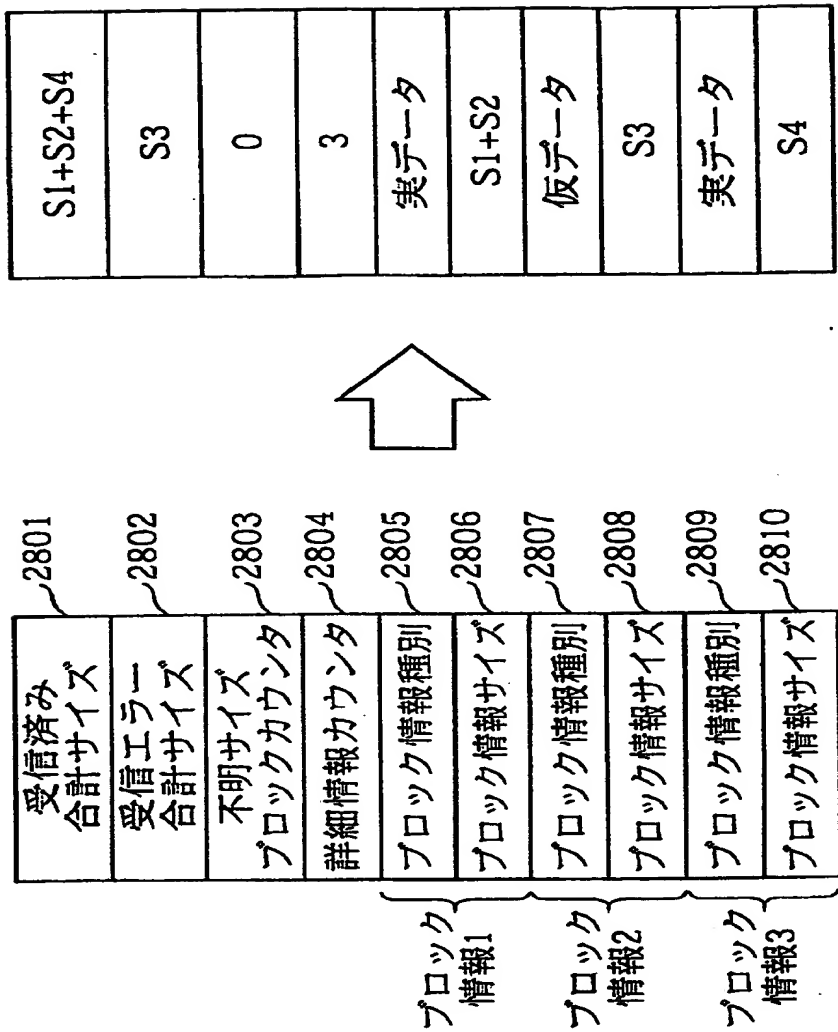 受信済み
合計サイズ
2801
受信エラー
合計サイズ
2802
不明サイズ
ブロックカウンタ
2803
詳細情報カウンタ
2804
ブロック
情報1
ブロック情報種別
2805
ブロック情報サイズ
2806
ブロック
情報2
ブロック情報種別
2807
ブロック情報サイズ
2808
ブロック
情報3
ブロック情報種別
2809
ブロック情報サイズ
2810
S1+S2+S4
S3
0
3
実データ
S1+S2
仮データ
S3
実データ
S4